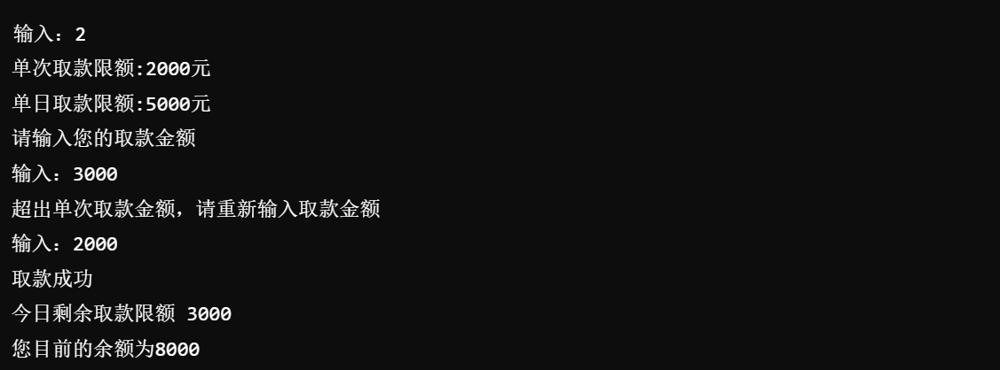 输入：2
单次取款限额:2000元
单日取款限额:5000元
请输入您的取款金额
输入：3000
超出单次取款金额，请重新输入取款金额
输入：2000
取款成功
今日剩余取款限额 3000
您目前的余额为8000